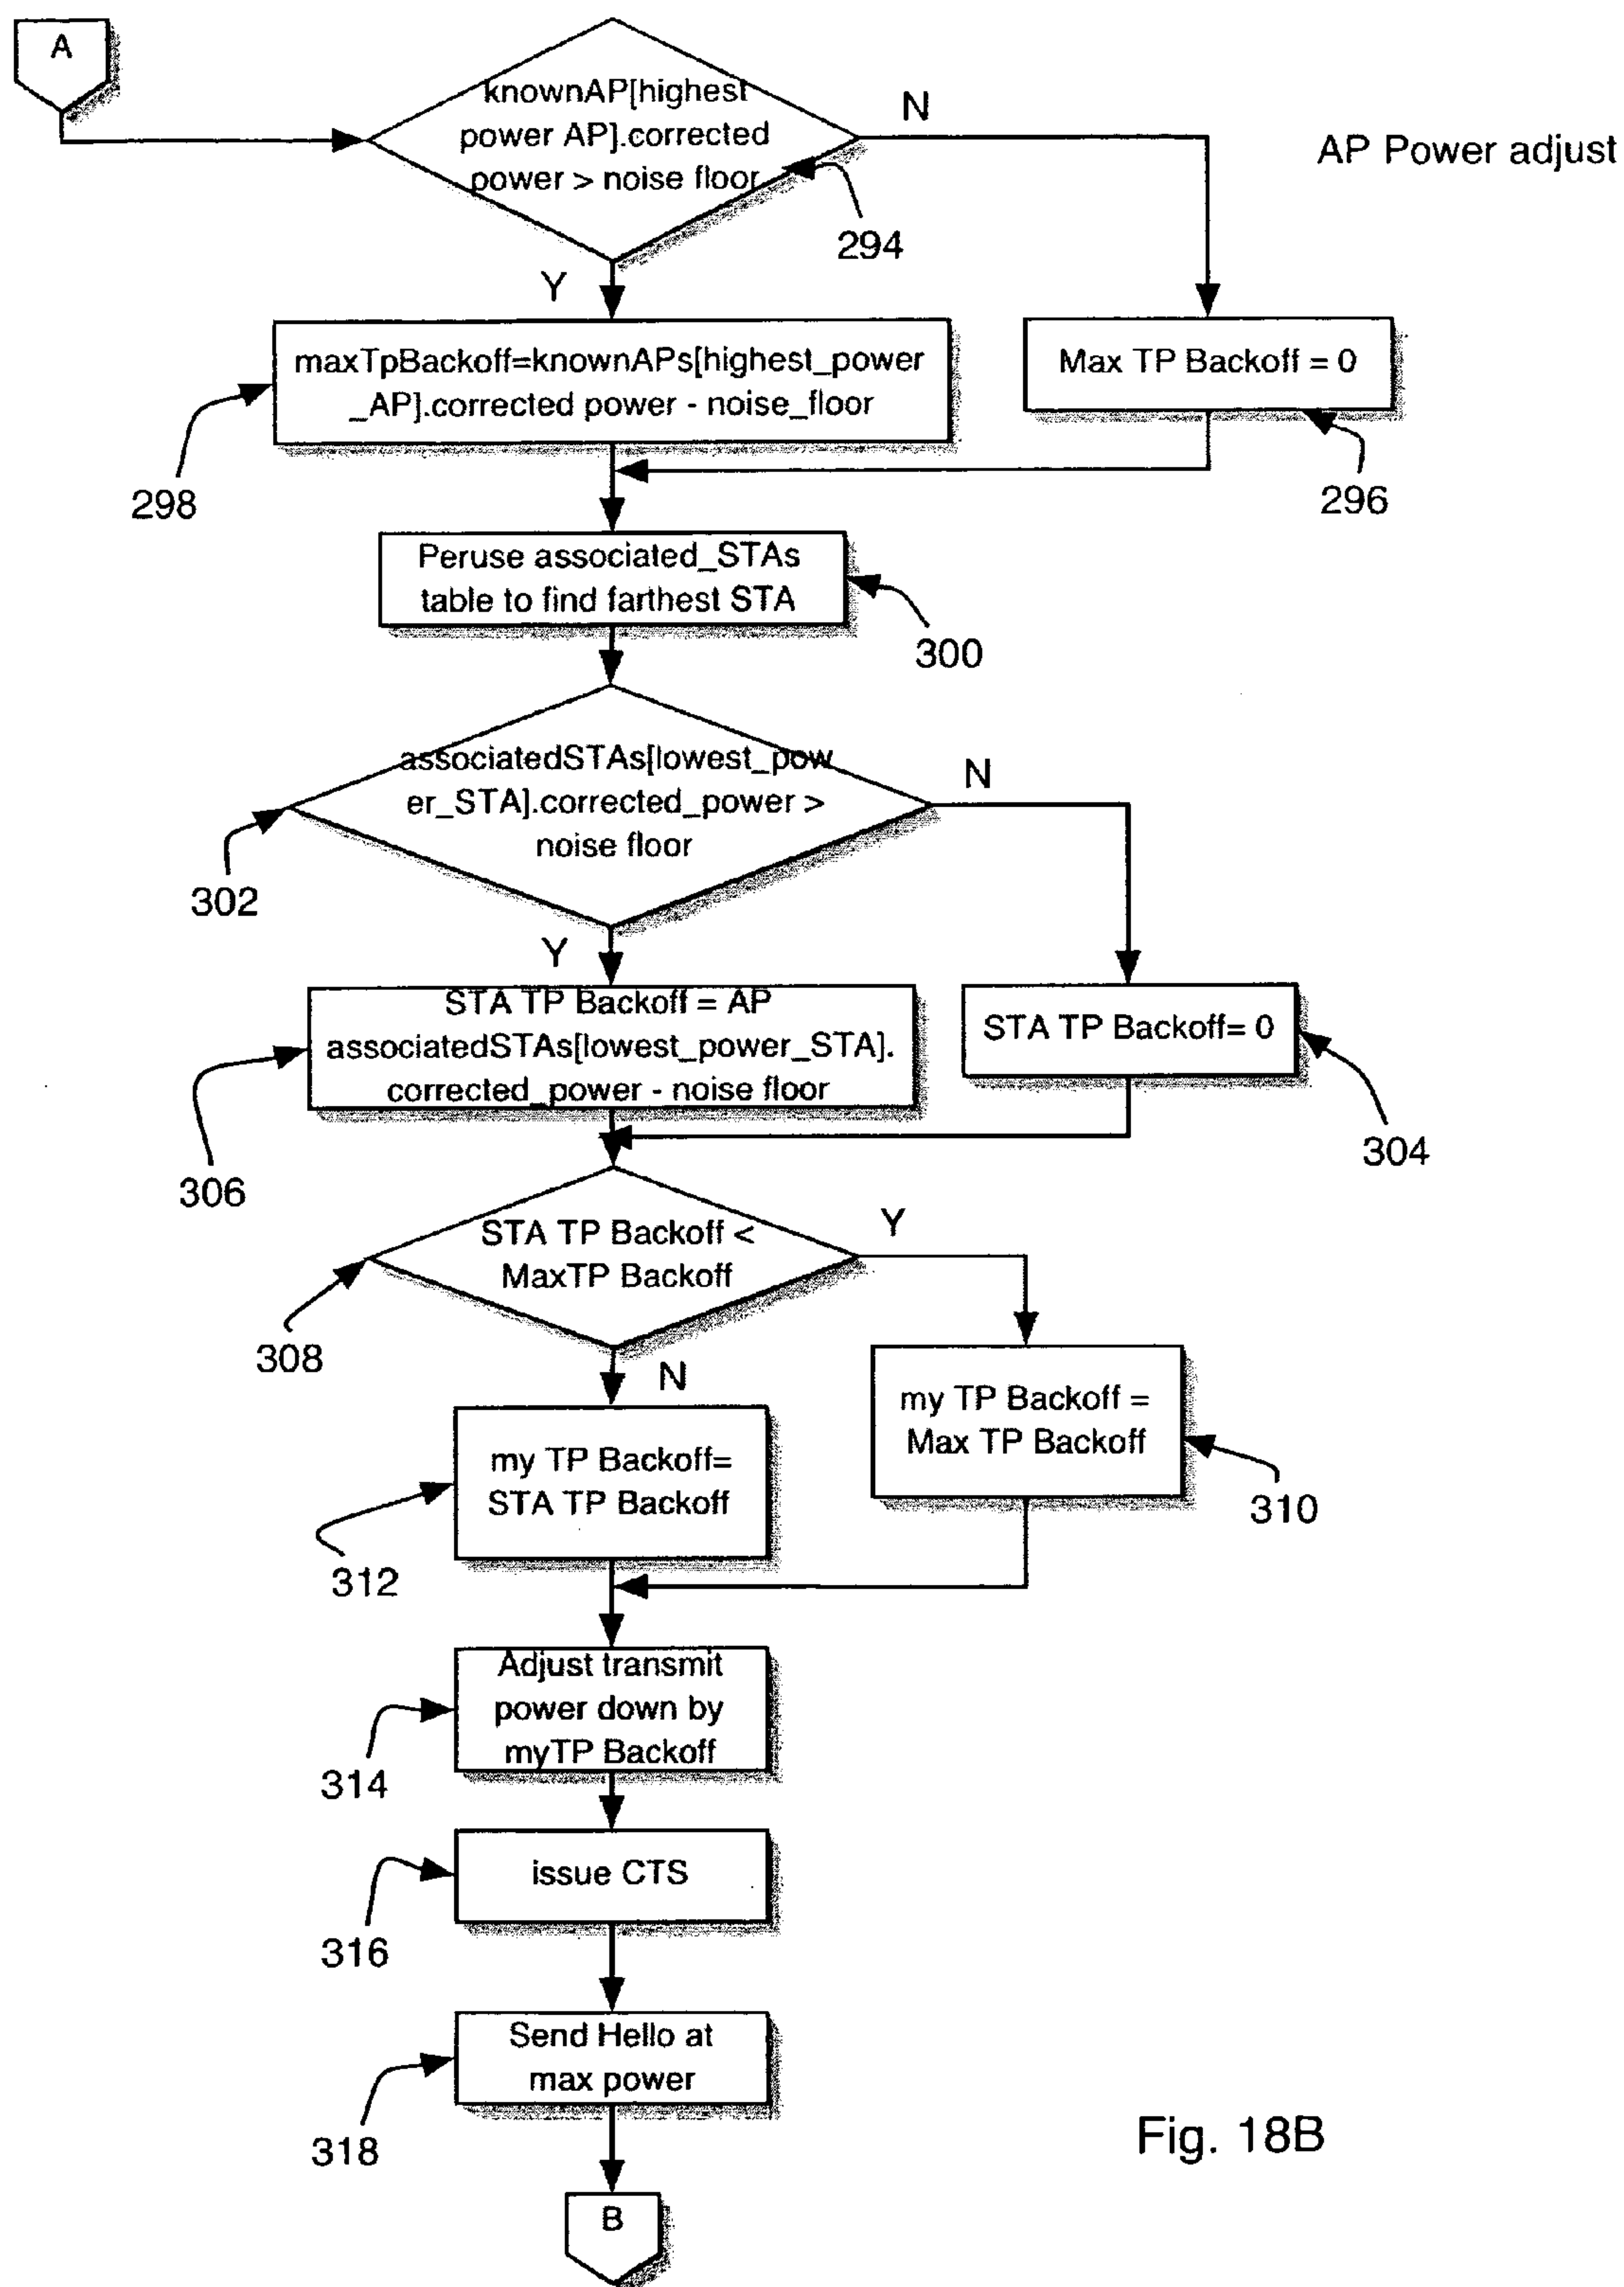 A
knownAP[highest
power AP].corrected
power > noise floor
N
AP Power adjust
294
Y
maxTpBackoff=knownAPs[highest_power
_AP].corrected power - noise_floor
Max TP Backoff = 0
298
296
Peruse associated_STAs
table to find farthest STA
300
associatedSTAs[lowest_pow
er_STA].corrected_power >
noise floor
N
302
Y
STA TP Backoff = AP
associatedSTAs[lowest_power_STA].
corrected_power - noise floor
STA TP Backoff= 0
304
306
STA TP Backoff <
MaxTP Backoff
Y
308
N
my TP Backoff =
Max TP Backoff
my TP Backoff=
STA TP Backoff
310
312
Adjust transmit
power down by
myTP Backoff
314
issue CTS
316
Send Hello at
max power
318
Fig. 18B
B